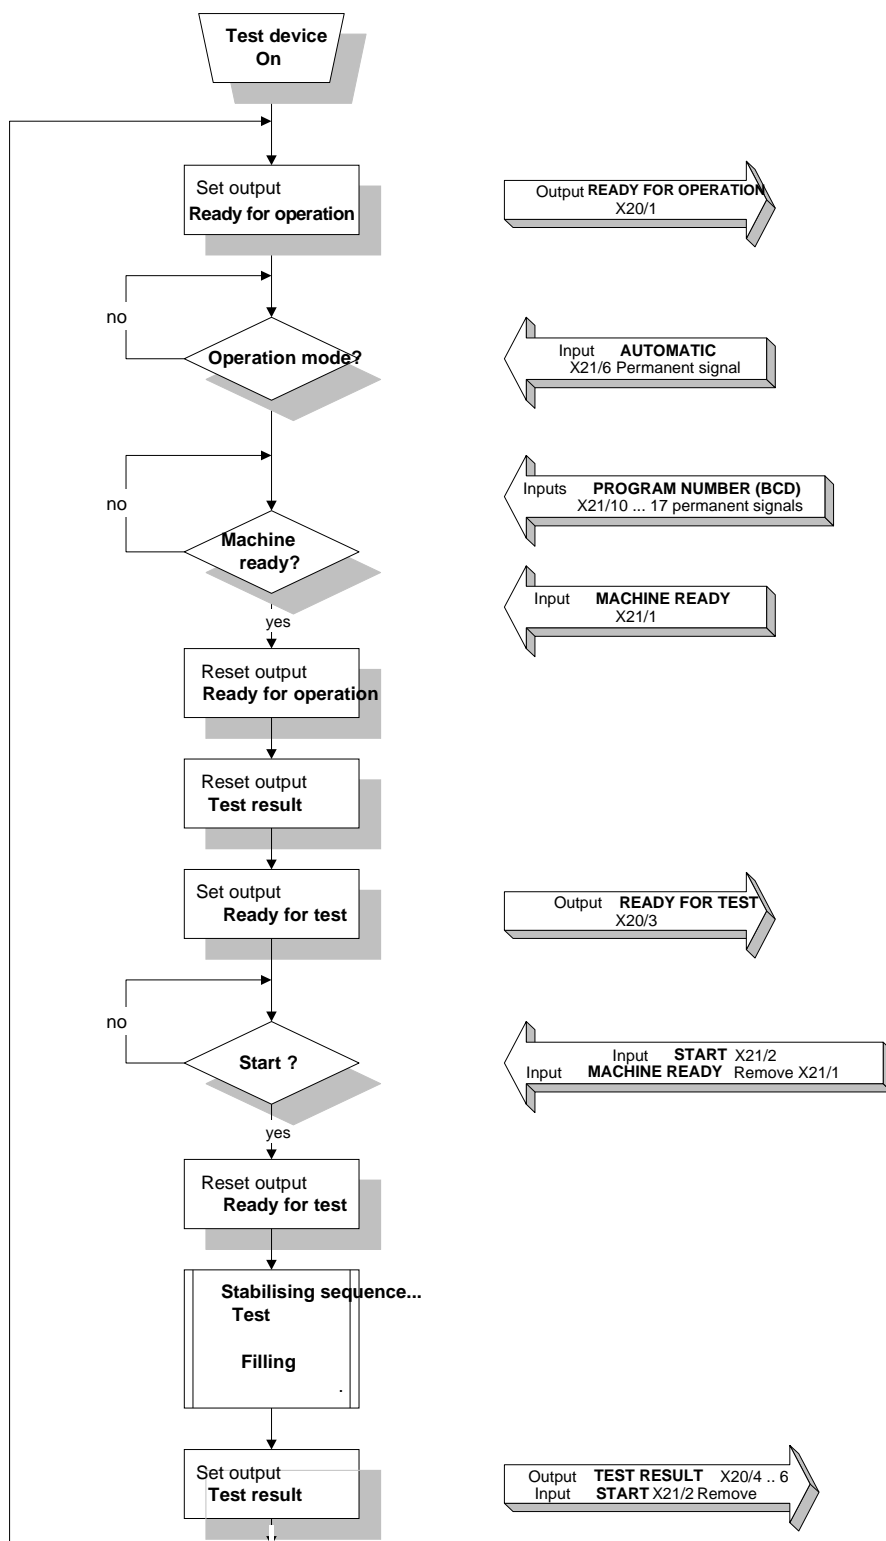 Test device
On
Set output
Ready for operation
Output READY FOR OPERATION
X20/1
no
Operation mode?
Input AUTOMATIC
X21/6 Permanent signal
no
Machine
ready?
Inputs PROGRAM NUMBER (BCD)
X21/10 ... 17 permanent signals
Input MACHINE READY
X21/1
yes
Reset output
Ready for operation
Reset output
Test result
Set output
Ready for test
Output READY FOR TEST
X20/3
no
Start ?
Input START X21/2
Input MACHINE READY Remove X21/1
yes
Reset output
Ready for test
Stabilising sequence...
Test
Filling
.
Set output
Test result
Output TEST RESULT X20/4 .. 6
Input START X21/2 Remove